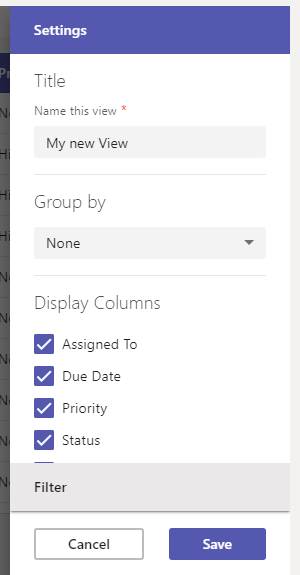 Settings
Title
Name this view *
My new View
Group by
None
Display Columns
Assigned To
Due Date
Priority
Status
Filter
Cancel
Save